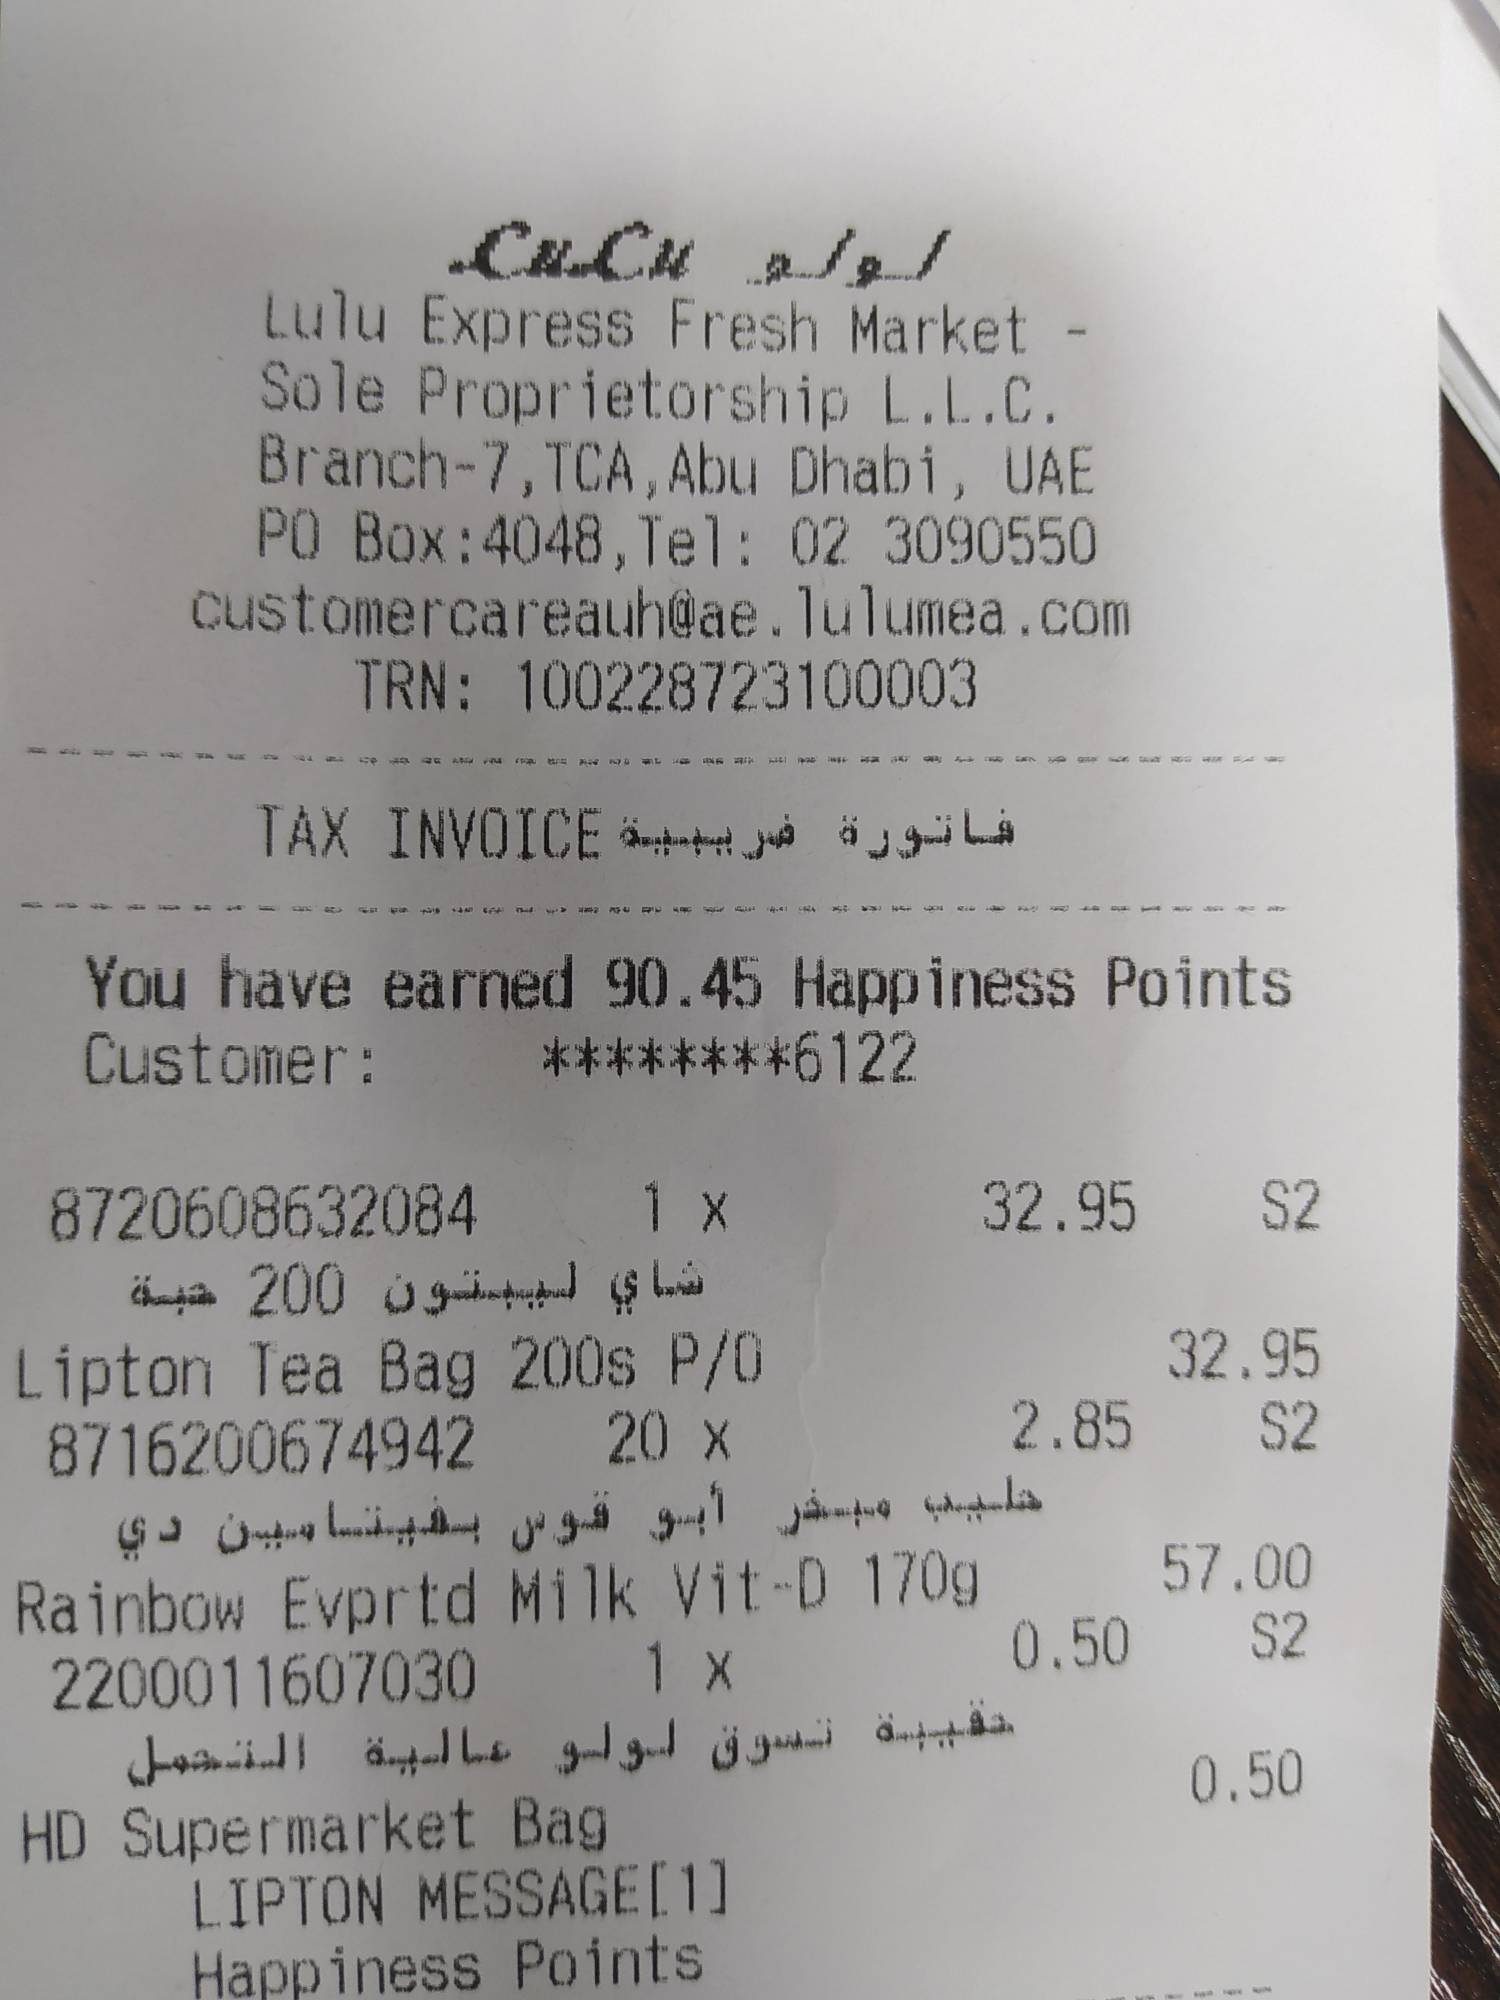 LuLu لولو
Lulu Express Fresh Market -
Sole Proprietorship L.L.C.
Branch-7,TCA,Abu Dhabi, UAE
PO Box:4048,Tel: 02 3090550
customercareauh@ae.lulumea.com
TRN: 100228723100003
TAX INVOICE فاتورة ضريبية
You have earned 90.45 Happiness Points
Customer: ********6122
8720608632084 1 x 32.95 S2
شاي ليبتون 200 حبة
Lipton Tea Bag 200s P/O 32.95
8716200674942 20 x 2.85 S2
حليب مبخر أبو قوس بفيتامين دي
Rainbow Evprtd Milk Vit-D 170g 57.00
2200011607030 1 x 0.50 S2
حقيبة تسوق لولو عالية التحمل
HD Supermarket Bag 0.50
LIPTON MESSAGE[1]
Happiness Points